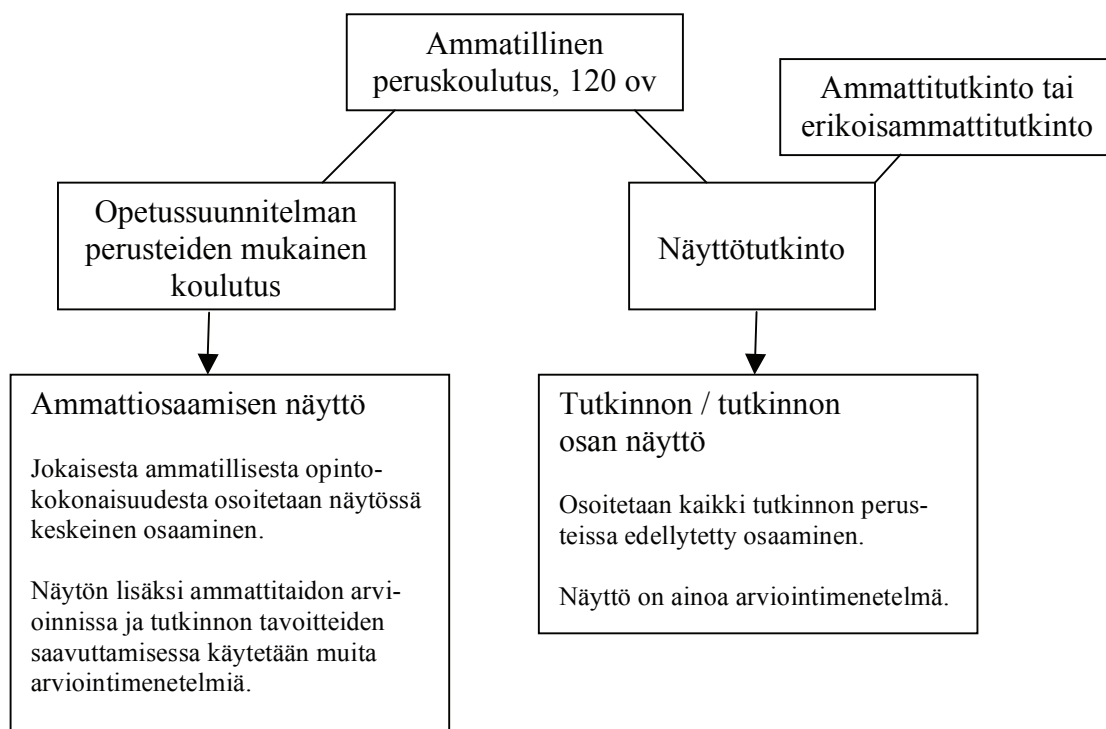 Ammatillinen
peruskoulutus, 120 ov
Ammattitutkinto tai
erikoisammattitutkinto
Opetussuunnitelman
perusteiden mukainen
koulutus
Näyttötutkinto
Ammattiosaamisen näyttö
Jokaisesta ammatillisesta opinto-
kokonaisuudesta osoitetaan näytössä
keskeinen osaaminen.
Näytön lisäksi ammattitaidon arvi-
oinnissa ja tutkinnon tavoitteiden
saavuttamisessa käytetään muita
arviointimenetelmiä.
Tutkinnon / tutkinnon
osan näyttö
Osoitetaan kaikki tutkinnon perus-
teissa edellytetty osaaminen.
Näyttö on ainoa arviointimenetelmä.